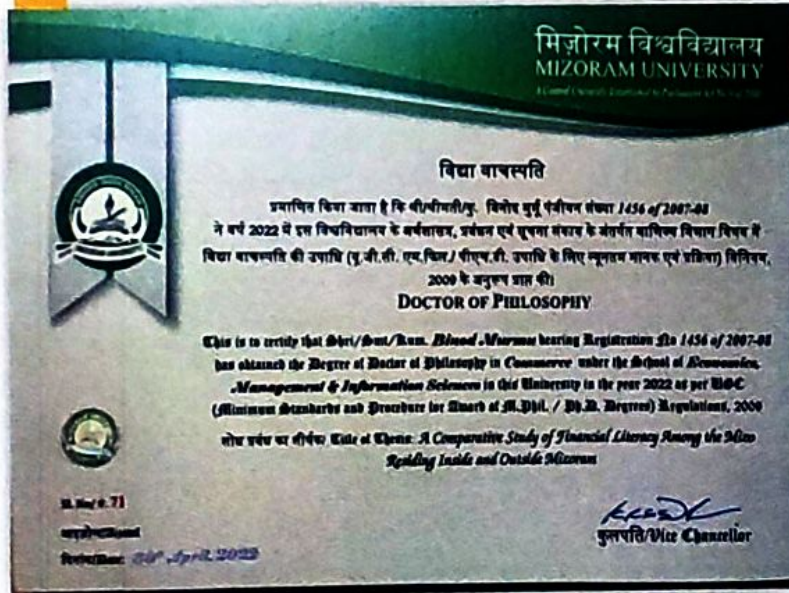 मिज़ोरम विश्वविद्यालय
MIZORAM UNIVERSITY
विद्या वाचस्पति
प्रमाणित किया जाता है कि श्री/श्रीमती/कु. विनोद मुर्मू पंजीयन संख्या 1456 of 2007-08
ने वर्ष 2022 में इस विश्वविद्यालय के अर्थशास्त्र, प्रबंधन एवं सूचना संकाय के अंतर्गत वाणिज्य विभाग विषय में
विद्या वाचस्पति की उपाधि (यू.जी.सी. एम.फिल./ पीएच.डी. उपाधि के लिए न्यूनतम मानक एवं प्रक्रिया) विनियम,
2009 के अनुरूप प्राप्त की।
DOCTOR OF PHILOSOPHY
This is to certify that Shri/Smt/Kum. Binod Murmu bearing Registration No 1456 of 2007-08
has obtained the Degree of Doctor of Philosophy in Commerce under the School of Economics,
Management & Information Sciences in this University in the year 2022 as per UGC
(Minimum Standards and Procedure for Award of M.Phil. / Ph.D. Degrees) Regulations, 2009
शोध प्रबंध का शीर्षक/ Title of Thesis: A Comparative Study of Financial Literacy Among the Mizo
Residing Inside and Outside Mizoram
71
दिनांक/Date: April, 2022
कुलपति/Vice Chancellor